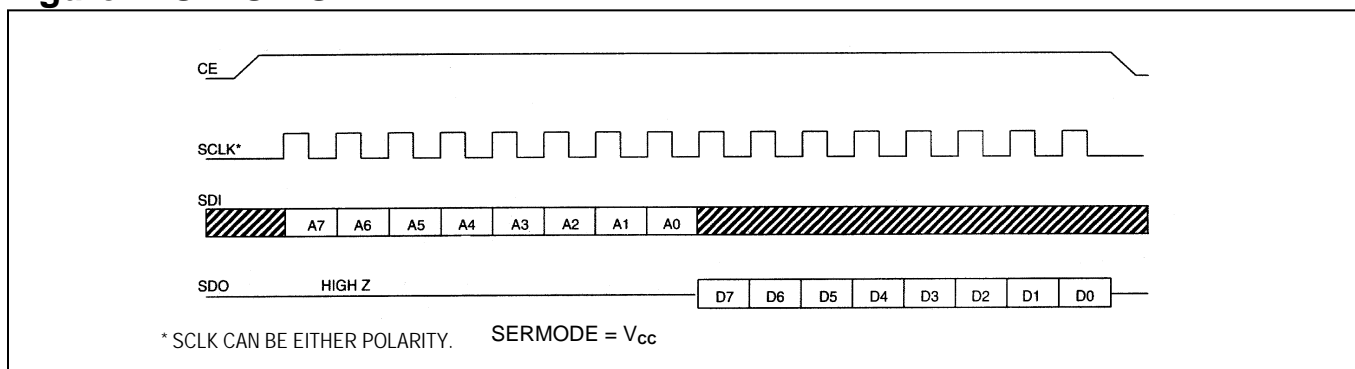 CE
SCLK*
SDI
A7 A6 A5 A4 A3 A2 A1 A0
SDO HIGH Z D7 D6 D5 D4 D3 D2 D1 D0
* SCLK CAN BE EITHER POLARITY. SERMODE = VCC